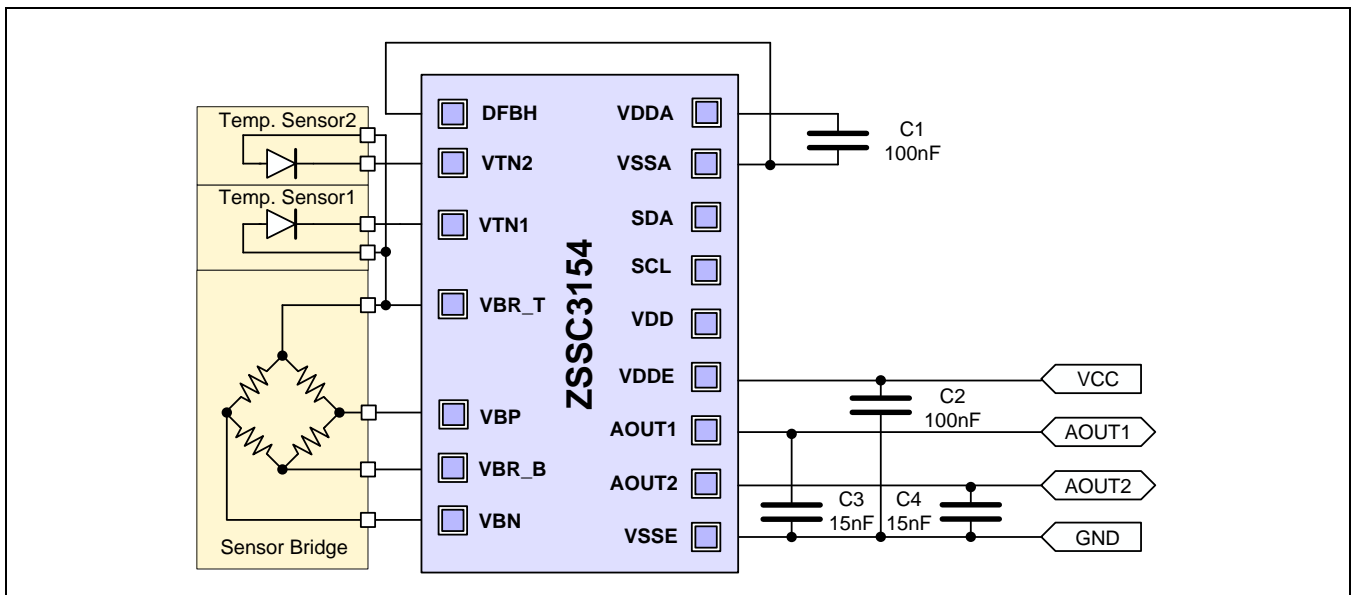 Temp. Sensor2
Temp. Sensor1
Sensor Bridge
DFBH
VTN2
VTN1
VBR_T
VBP
VBR_B
VBN
ZSSC3154
VDDA
VSSA
SDA
SCL
VDD
VDDE
AOUT1
AOUT2
VSSE
C1
100nF
C2
100nF
C3
15nF
C4
15nF
VCC
AOUT1
AOUT2
GND